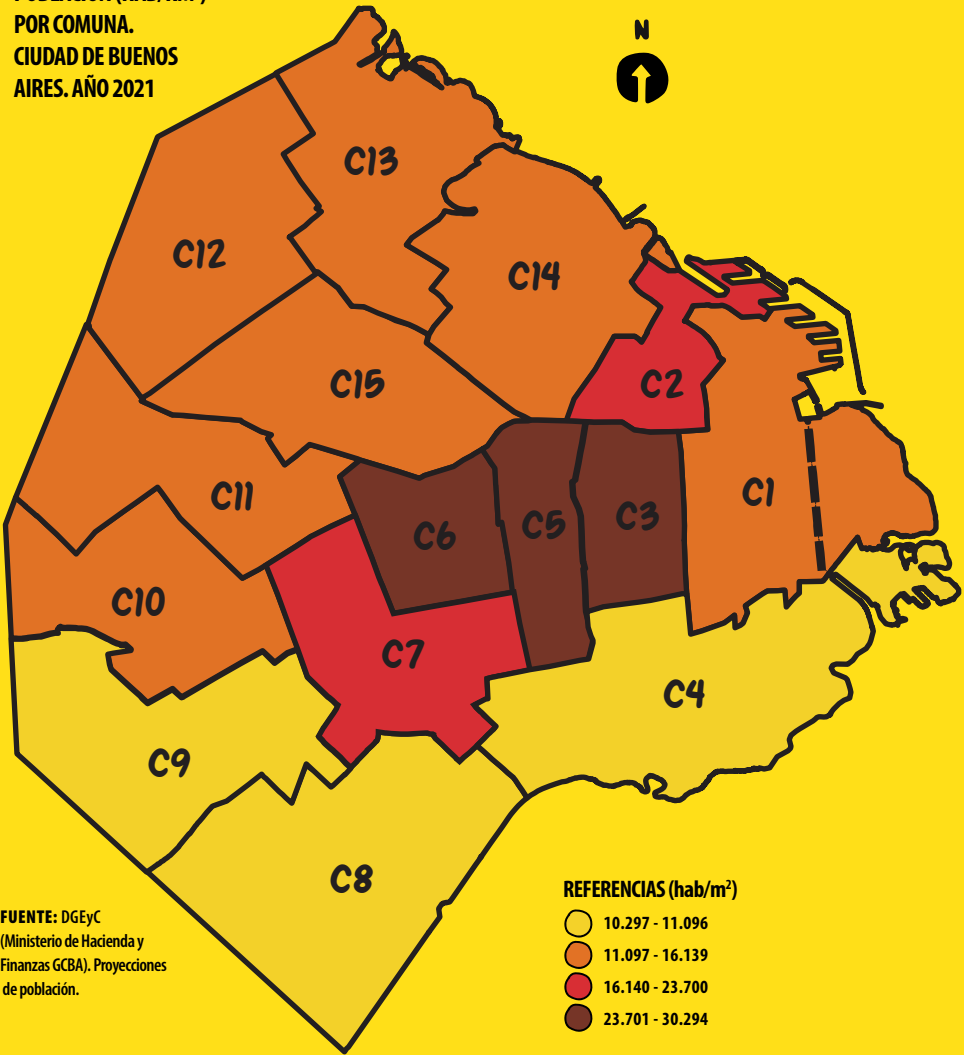 POR COMUNA.
CIUDAD DE BUENOS
AIRES. AÑO 2021
N
C13
C12
C14
C15
C2
C11
C6
C5
C3
C1
C10
C7
C4
C9
C8
REFERENCIAS (hab/m²)
10.297 - 11.096
11.097 - 16.139
16.140 - 23.700
23.701 - 30.294
FUENTE: DGEyC
(Ministerio de Hacienda y
Finanzas GCBA). Proyecciones
de población.